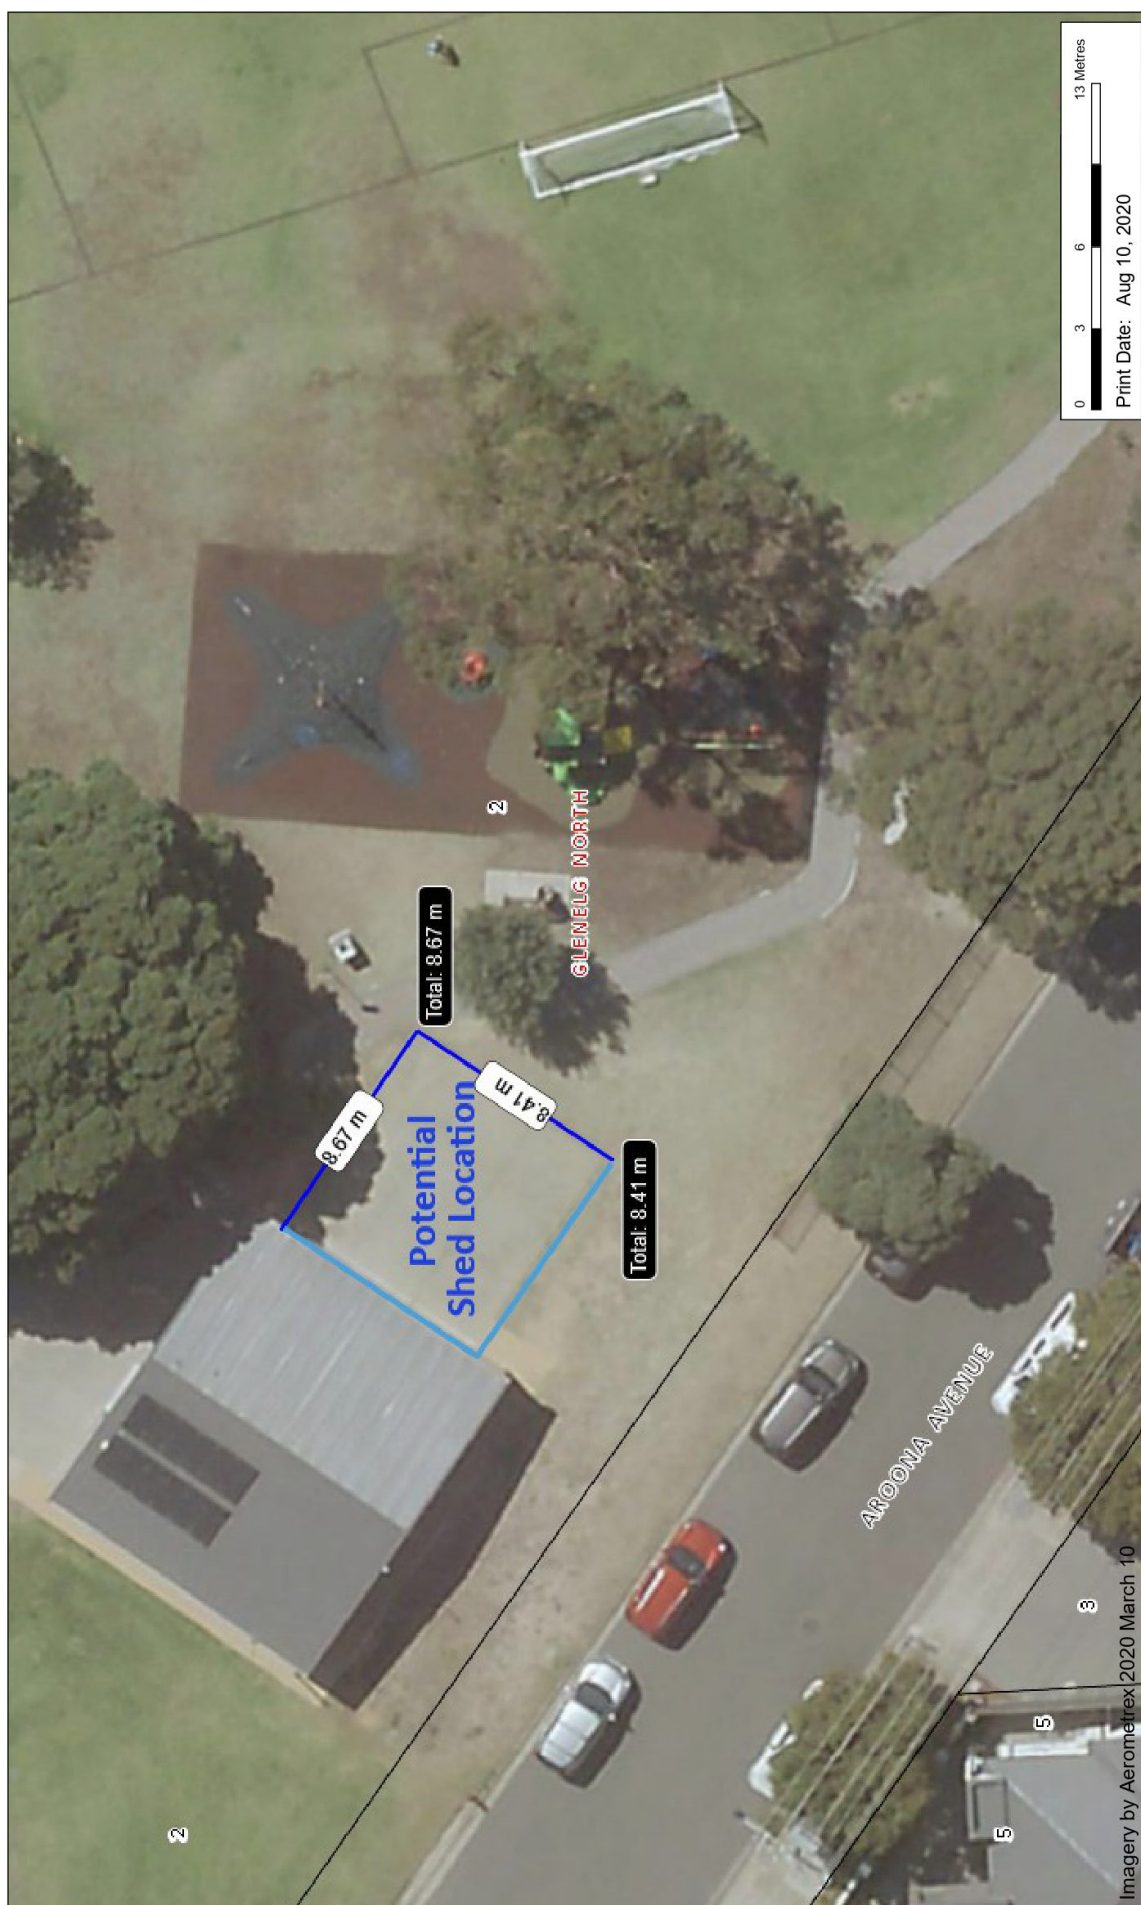 2
8.67 m
Total: 8.67 m
Potential
Shed Location
8.41 m
Total: 8.41 m
2
GLENELG NORTH
AROONA AVENUE
5
5
3
Imagery by Aerometrex 2020 March 10
0 3 6 13 Metres
Print Date: Aug 10, 2020